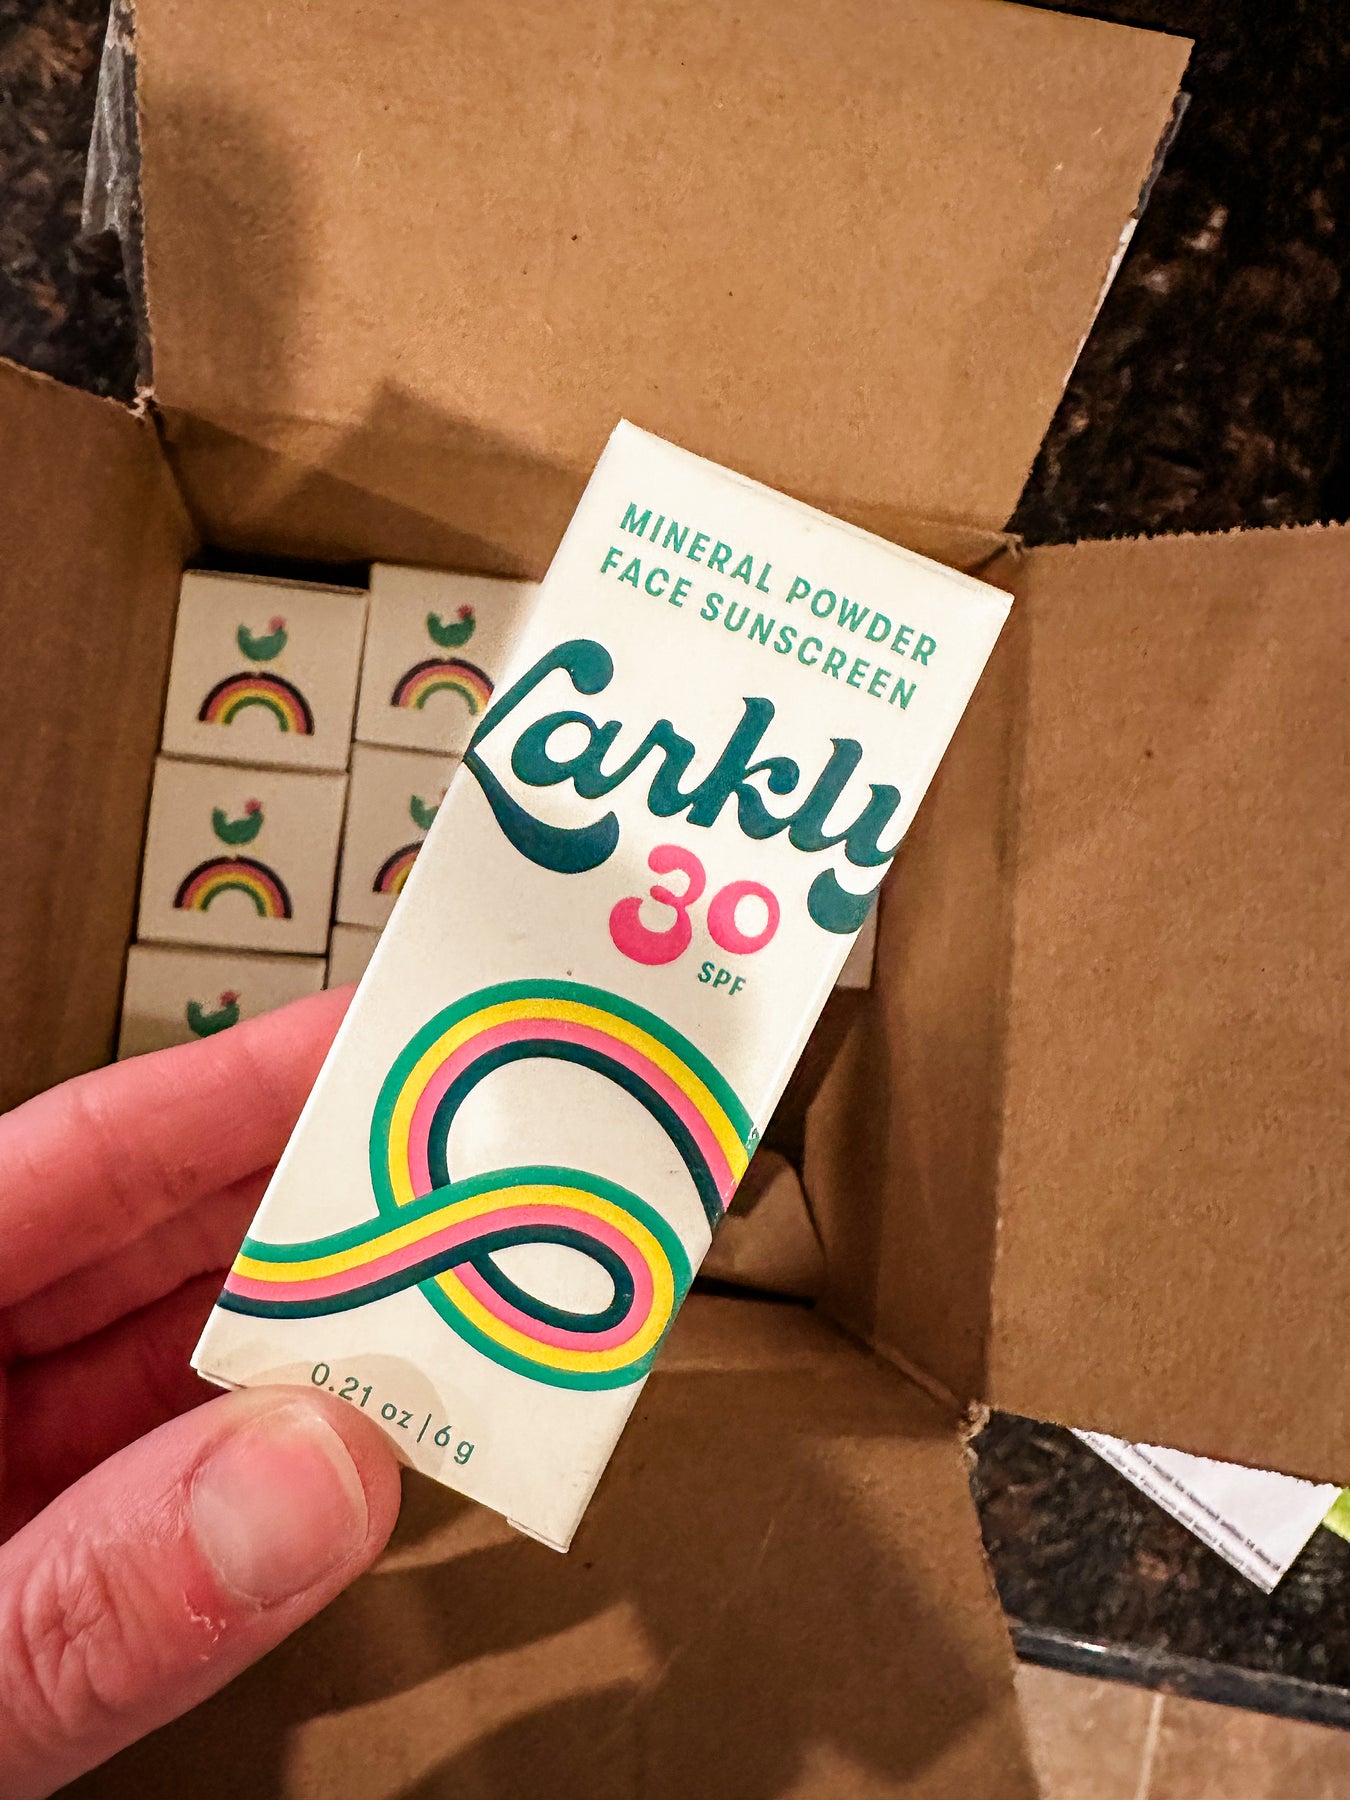 MINERAL POWDER
FACE SUNSCREEN
Larkly
30
SPF
0.21 oz | 6 g